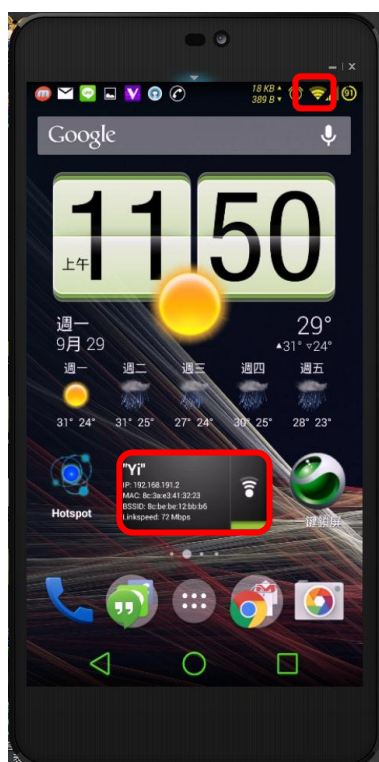 18 KB
389 B
91
Google
上午
11
50
週一
9月 29
29°
▲31° ▿24°
週一
週二
週三
週四
週五
31° 24°
31° 25°
27° 24°
30° 25°
28° 23°
"Yi"
IP: 192.168.191.2
MAC: 8c:3a:e3:41:32:23
BSSID: 8c:be:be:12:bb:b6
Linkspeed: 72 Mbps
Hotspot
鍵鎖屏